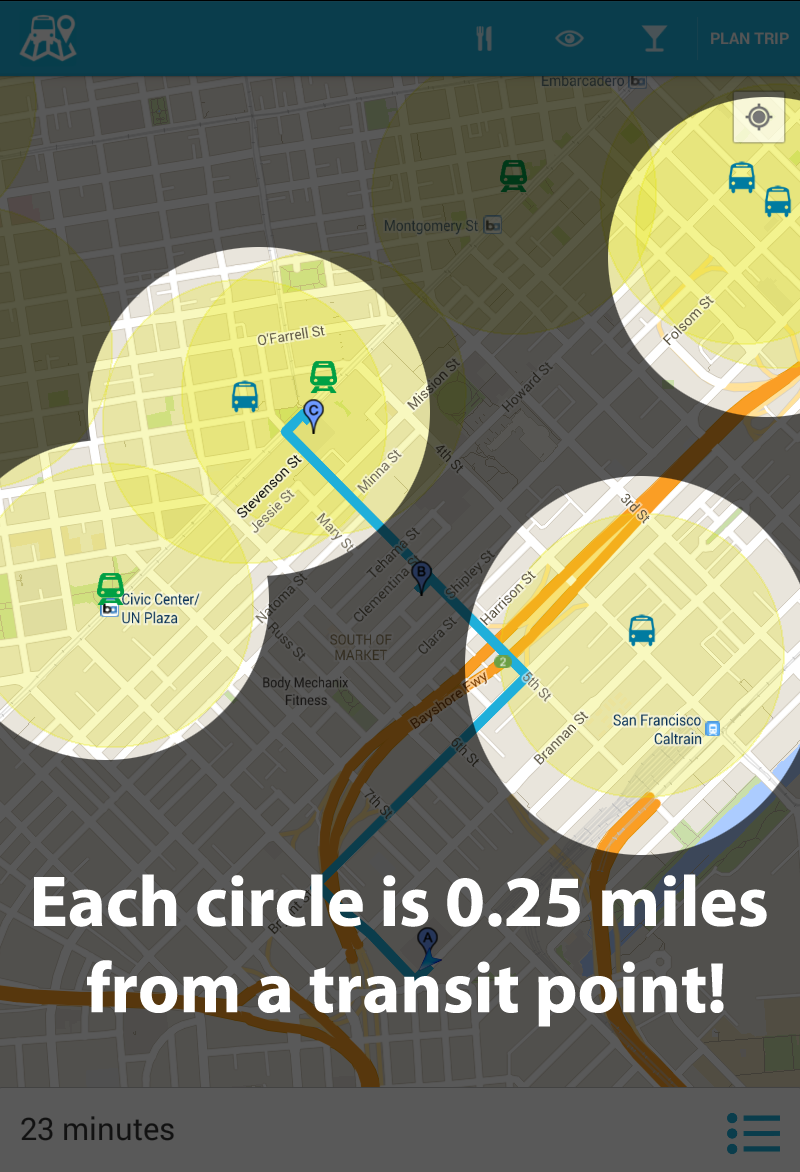 PLAN TRIP
Embarcadero
Montgomery St
Folsom St
O'Farrell St
Mission St
Howard St
4th St
Stevenson St
Jessie St
Minna St
Mary St
3rd St
C
Tehama St
B
Clementina
Shipley St
Harrison St
Natoma St
Civic Center/
UN Plaza
Russ St
Clara St
SOUTH OF
MARKET
2
Body Mechanix
Fitness
Bayshore Fwy
5th St
San Francisco
Caltrain
Brannan St
6th St
7th St
Each circle is 0.25 miles
A
from a transit point!
23 minutes